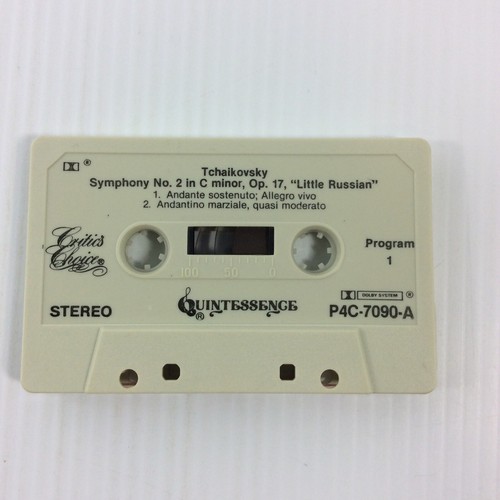 Tchaikovsky
Symphony No. 2 in C minor, Op. 17, "Little Russian"
1. Andante sostenuto; Allegro vivo
2. Andantino marziale, quasi moderato
Critics Choice®
Program
1
100 50 0
STEREO
QUINTESSENCE®
DOLBY SYSTEM ®
P4C-7090-A